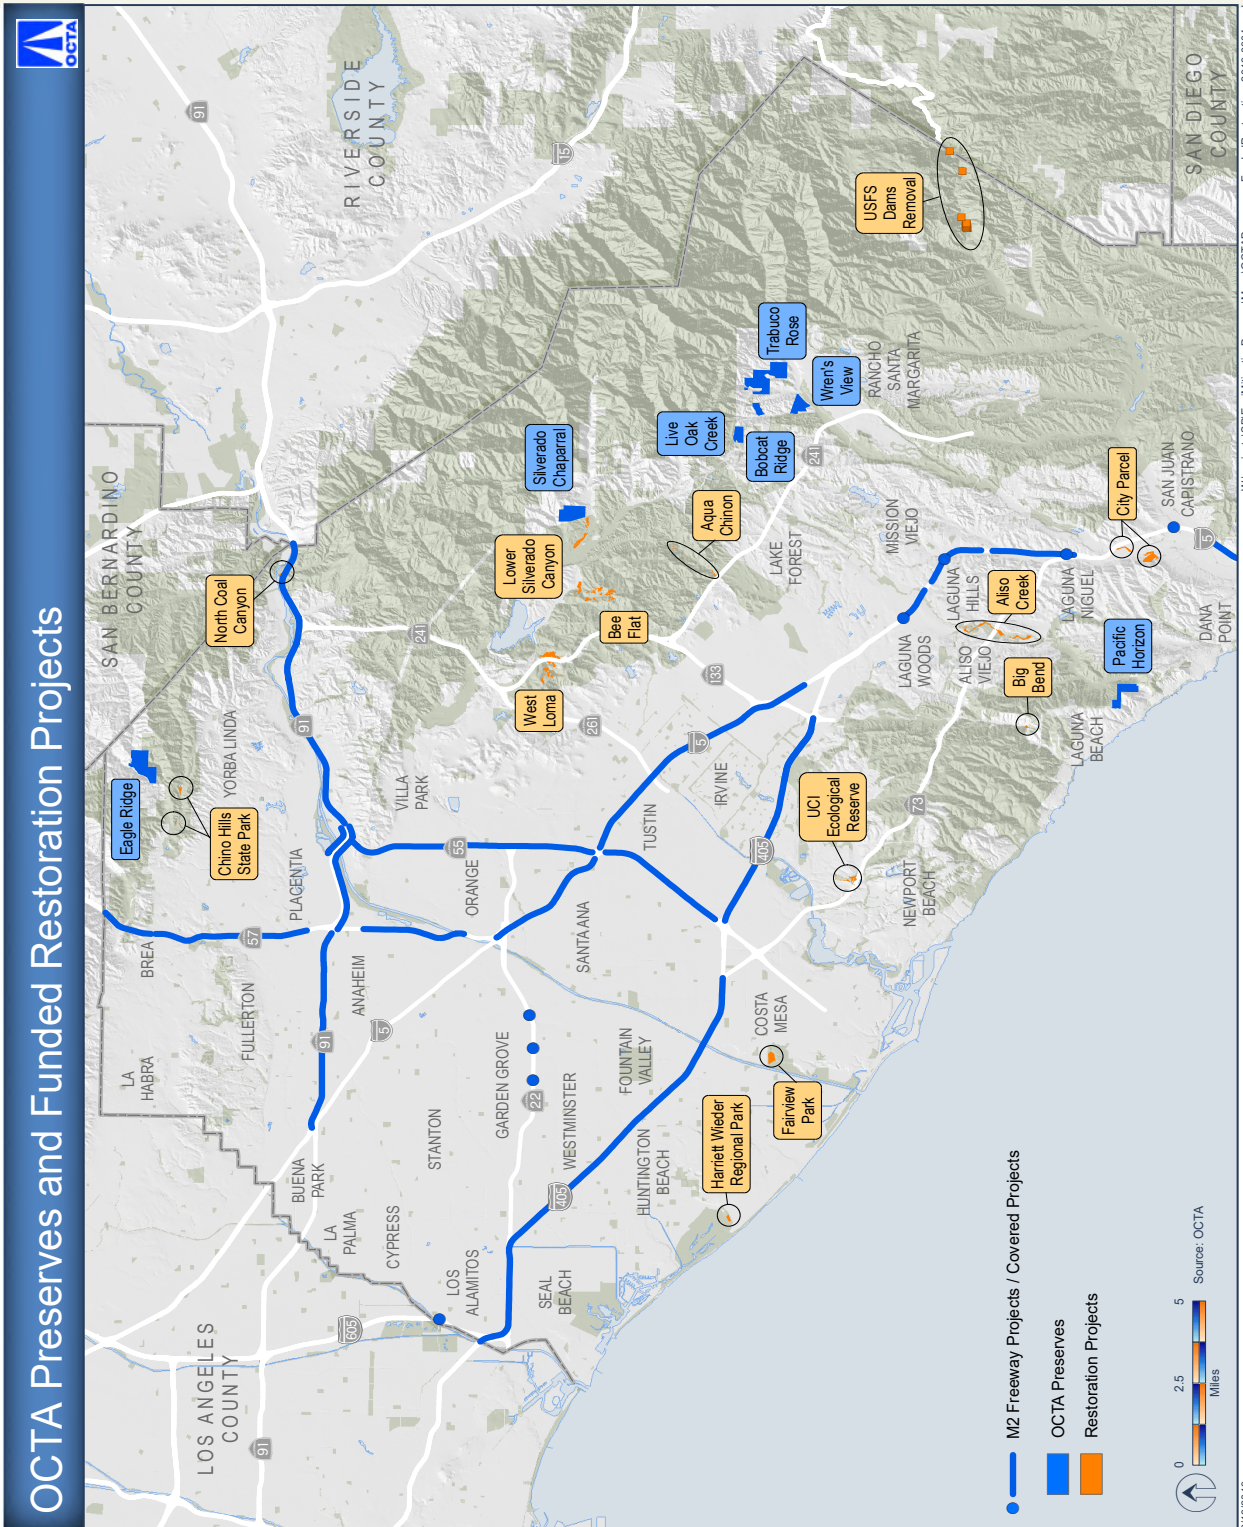 OCTA Preserves and Funded Restoration Projects
OCTA
SAN BERNARDINO
COUNTY
RIVERSIDE
COUNTY
LOS ANGELES
COUNTY
SAN DIEGO
COUNTY
91
15
91
605
91
5
57
91
55
241
261
133
5
405
22
405
73
241
5
LA
HABRA
BREA
FULLERTON
PLACENTIA
YORBA LINDA
BUENA
PARK
ANAHEIM
LA
PALMA
CYPRESS
STANTON
LOS
ALAMITOS
GARDEN GROVE
ORANGE
VILLA
PARK
SEAL
BEACH
WESTMINSTER
SANTA ANA
TUSTIN
FOUNTAIN
VALLEY
HUNTINGTON
BEACH
COSTA
MESA
IRVINE
NEWPORT
BEACH
LAKE
FOREST
MISSION
VIEJO
RANCHO
SANTA
MARGARITA
LAGUNA
WOODS
LAGUNA
HILLS
ALISO
VIEJO
LAGUNA
NIGUEL
LAGUNA
BEACH
SAN JUAN
CAPISTRANO
DANA
POINT
Eagle Ridge
Chino Hills
State Park
North Coal
Canyon
Silverado
Chaparral
Lower
Silverado
Canyon
West
Loma
Bee
Flat
Aqua
Chinon
Live
Oak
Creek
Bobcat
Ridge
Trabuco
Rose
Wren's
View
USFS
Dams
Removal
UCI
Ecological
Reserve
Big
Bend
Aliso
Creek
Pacific
Horizon
City Parcel
Harriett Wieder
Regional Park
Fairview
Park
M2 Freeway Projects / Covered Projects
OCTA Preserves
Restoration Projects
0
2.5
5
Miles
Source: OCTA